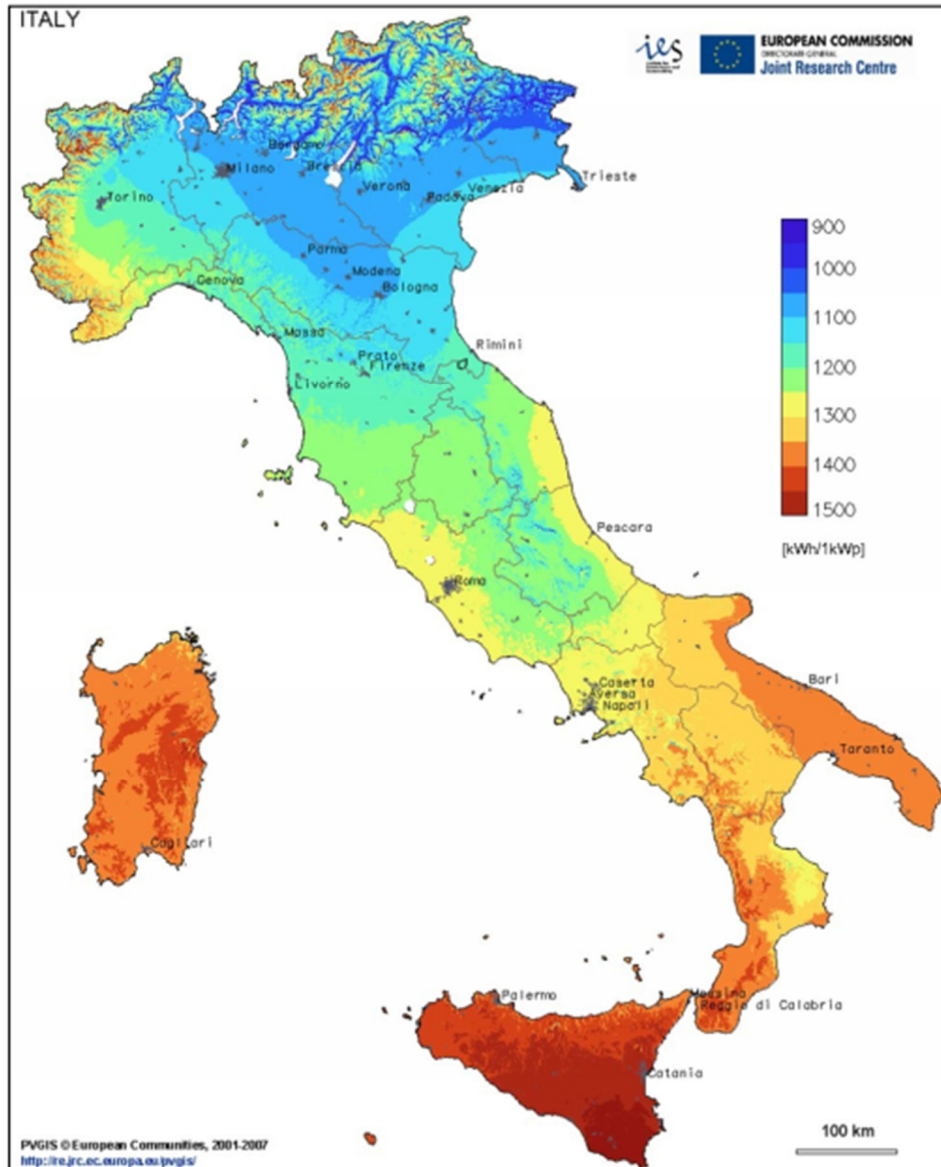 ITALY
ies
EUROPEAN COMMISSION
DIRECTORATE-GENERAL
Joint Research Centre
Bergamo
Milano
Brescia
Trieste
Verona
Venezia
Padova
Torino
900
Parma
1000
Modena
Genova
Bologna
1100
Massa
Rimini
Prato
1200
Firenze
Livorno
1300
1400
1500
Pescara
[kWh/1kWp]
Roma
Caserta
Bari
Aversa
Napoli
Taranto
Cagliari
Palermo
Messina
Reggio di Calabria
Catania
100 km
PVGIS © European Communities, 2001-2007
http://re.jrc.ec.europa.eu/pvgis/